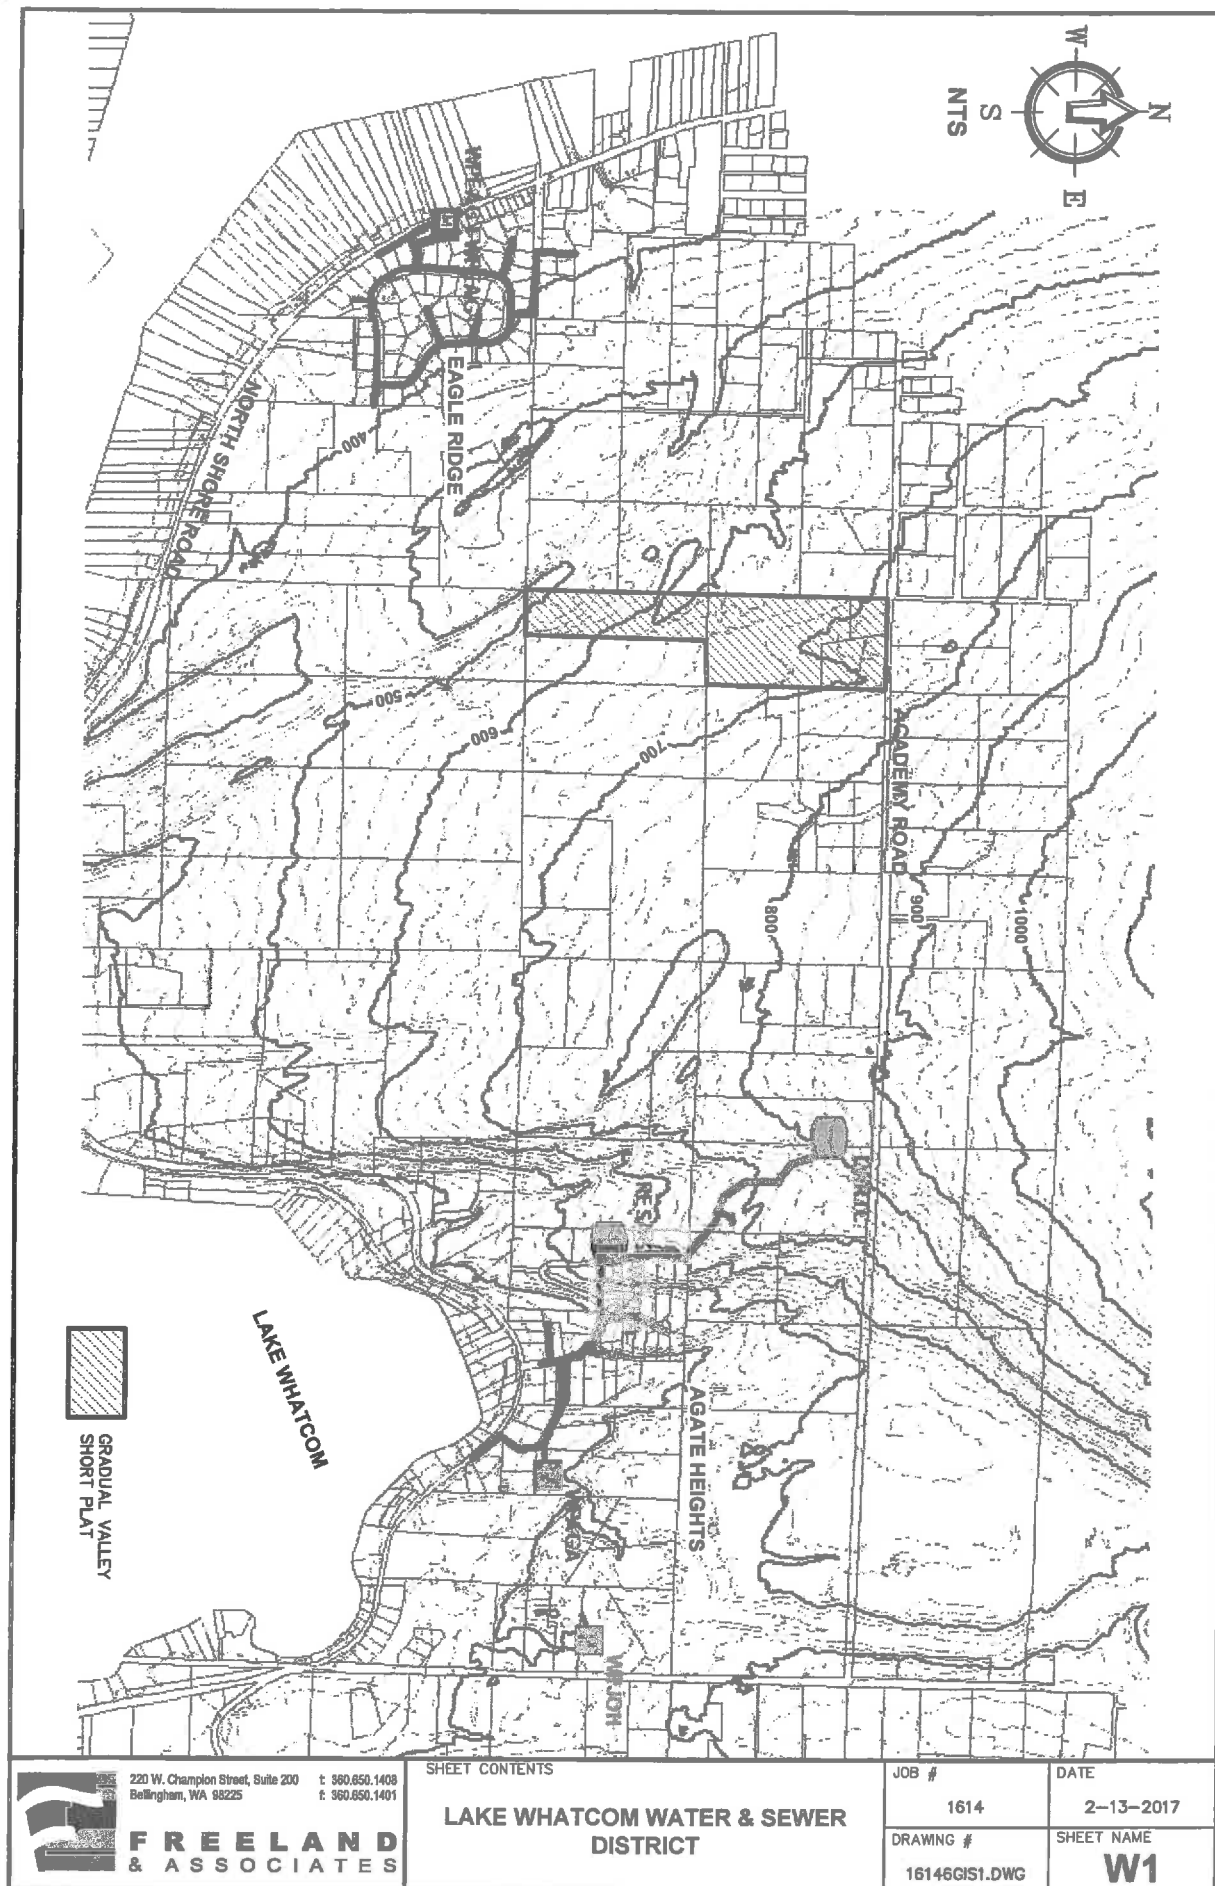 N
W
E
S
NTS
EAGLE RIDGE
NORTH SHORE ROAD
400
500
600
700
800
900
1000
ACADEMY ROAD
AGATE HEIGHTS
LAKE WHATCOM
GRADUAL VALLEY
SHORT PLAT
220 W. Champion Street, Suite 200 t: 360.650.1408
Bellingham, WA 98225 f: 360.650.1401
FREELAND
& ASSOCIATES
SHEET CONTENTS
LAKE WHATCOM WATER & SEWER
DISTRICT
JOB #
1614
DATE
2-13-2017
DRAWING #
16146GIS1.DWG
SHEET NAME
W1